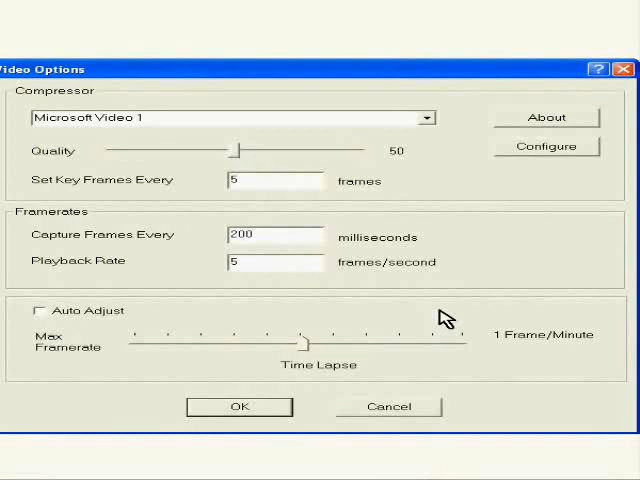 Video Options
Compressor
Microsoft Video 1
About
Quality
50
Configure
Set Key Frames Every
5
frames
Framerates
Capture Frames Every
200
milliseconds
Playback Rate
5
frames/second
Auto Adjust
Max
Framerate
1 Frame/Minute
Time Lapse
OK
Cancel